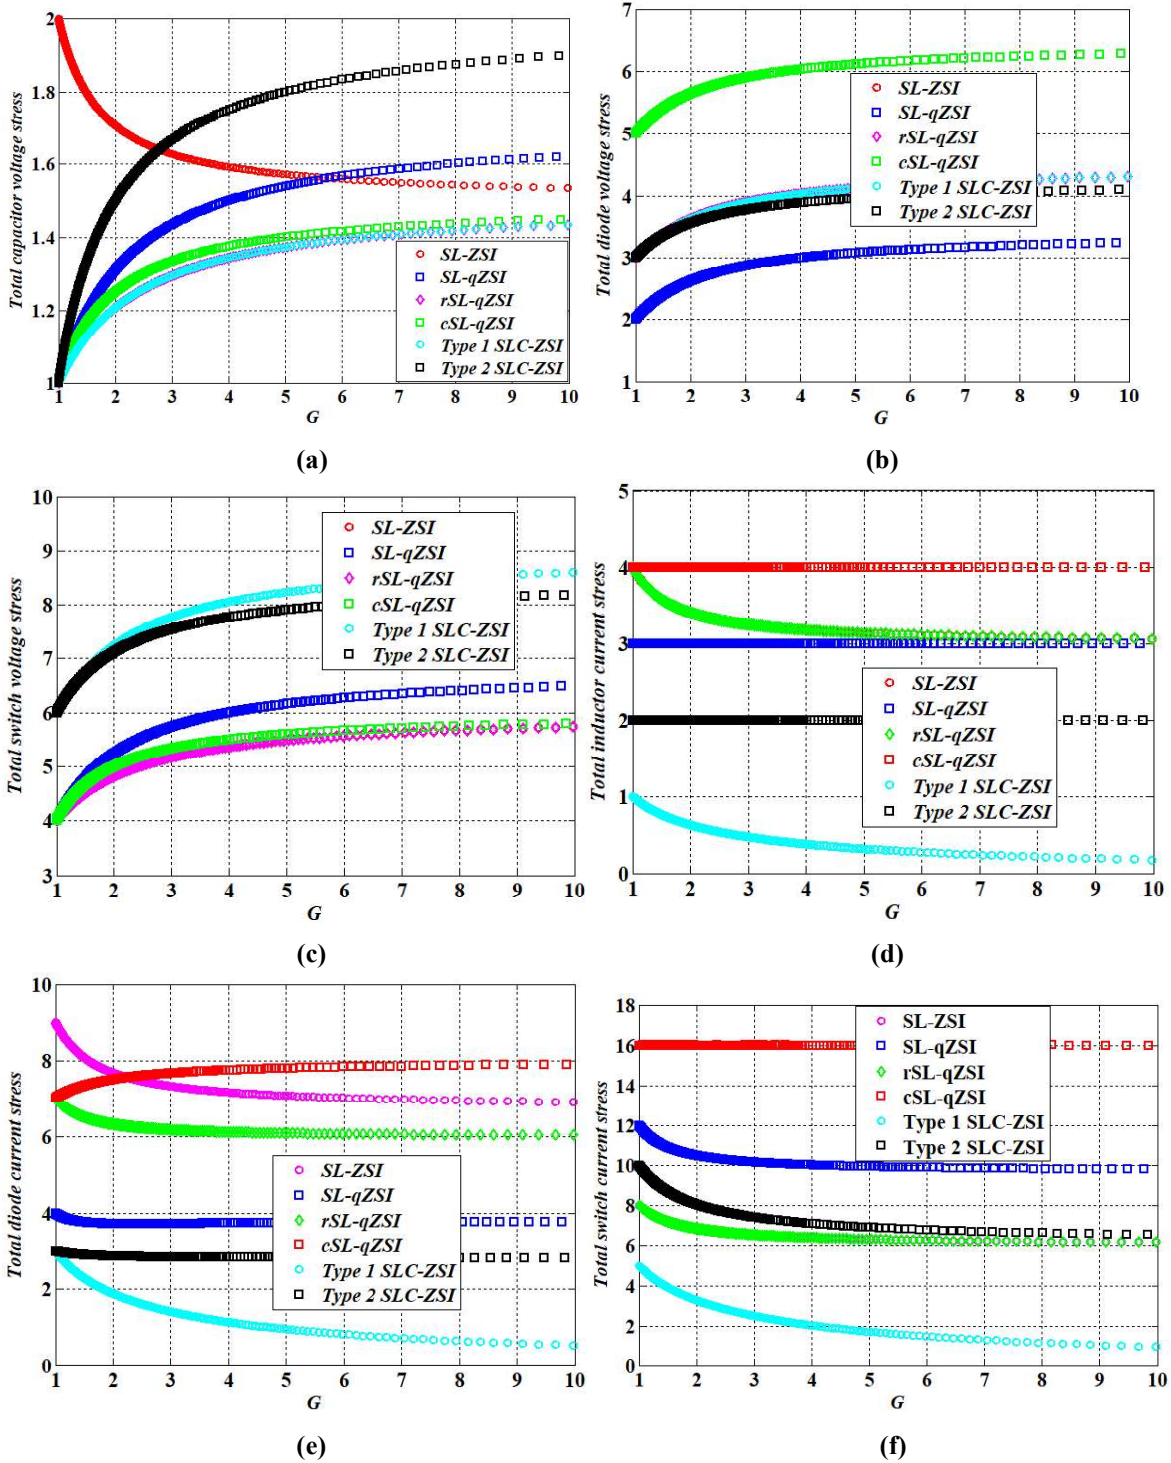 Total capacitor voltage stress
2
1.8
1.6
1.4
1.2
1
SL-ZSI
SL-qZSI
rSL-qZSI
cSL-qZSI
Type 1 SLC-ZSI
Type 2 SLC-ZSI
1 2 3 4 5 6 7 8 9 10
G
(a)
Total diode voltage stress
7
6
5
4
3
2
1
SL-ZSI
SL-qZSI
rSL-qZSI
cSL-qZSI
Type 1 SLC-ZSI
Type 2 SLC-ZSI
1 2 3 4 5 6 7 8 9 10
G
(b)
Total switch voltage stress
10
9
8
7
6
5
4
3
SL-ZSI
SL-qZSI
rSL-qZSI
cSL-qZSI
Type 1 SLC-ZSI
Type 2 SLC-ZSI
1 2 3 4 5 6 7 8 9 10
G
(c)
Total inductor current stress
5
4
3
2
1
0
SL-ZSI
SL-qZSI
rSL-qZSI
cSL-qZSI
Type 1 SLC-ZSI
Type 2 SLC-ZSI
1 2 3 4 5 6 7 8 9 10
G
(d)
Total diode current stress
10
8
6
4
2
0
SL-ZSI
SL-qZSI
rSL-qZSI
cSL-qZSI
Type 1 SLC-ZSI
Type 2 SLC-ZSI
1 2 3 4 5 6 7 8 9 10
G
(e)
Total switch current stress
18
16
14
12
10
8
6
4
2
0
SL-ZSI
SL-qZSI
rSL-qZSI
cSL-qZSI
Type 1 SLC-ZSI
Type 2 SLC-ZSI
1 2 3 4 5 6 7 8 9 10
G
(f)